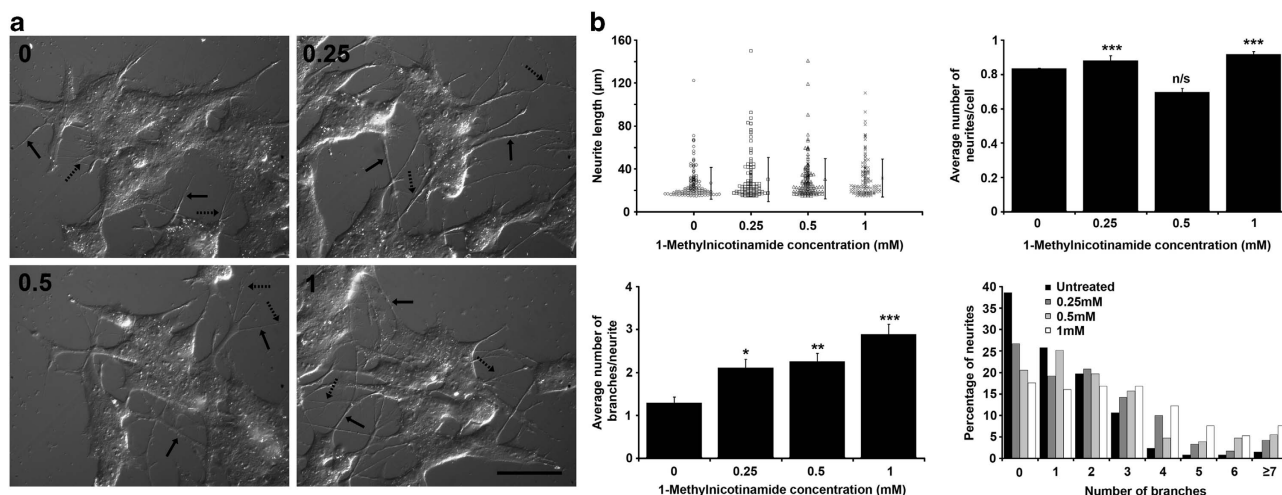 a
0
0.25
0.5
1
b
Neurite length (µm)
160
120
80
40
0
0 0.25 0.5 1
1-Methylnicotinamide concentration (mM)
Average number of
neurites/cell
1
0.8
0.6
0.4
0.2
0
***
n/s
***
0 0.25 0.5 1
1-Methylnicotinamide concentration (mM)
Average number of
branches/neurite
4
3
2
1
0
*
**
***
0 0.25 0.5 1
1-Methylnicotinamide concentration (mM)
Percentage of neurites
40
35
30
25
20
15
10
5
0
Untreated
0.25mM
0.5mM
1mM
0 1 2 3 4 5 6 ≥7
Number of branches